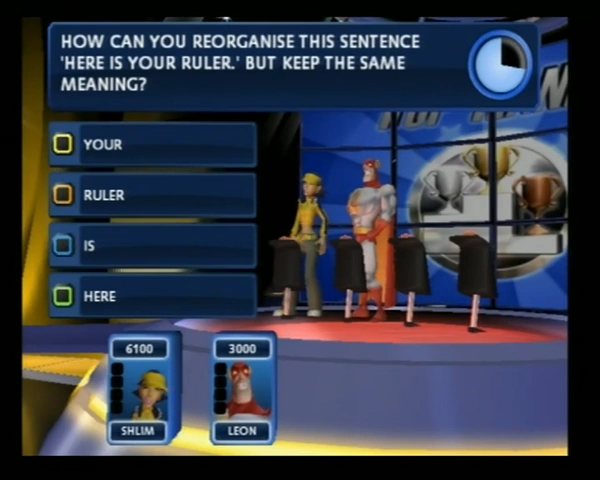 HOW CAN YOU REORGANISE THIS SENTENCE
'HERE IS YOUR RULER.' BUT KEEP THE SAME
MEANING?
YOUR
RULER
IS
HERE
6100
3000
SHLIM
LEON